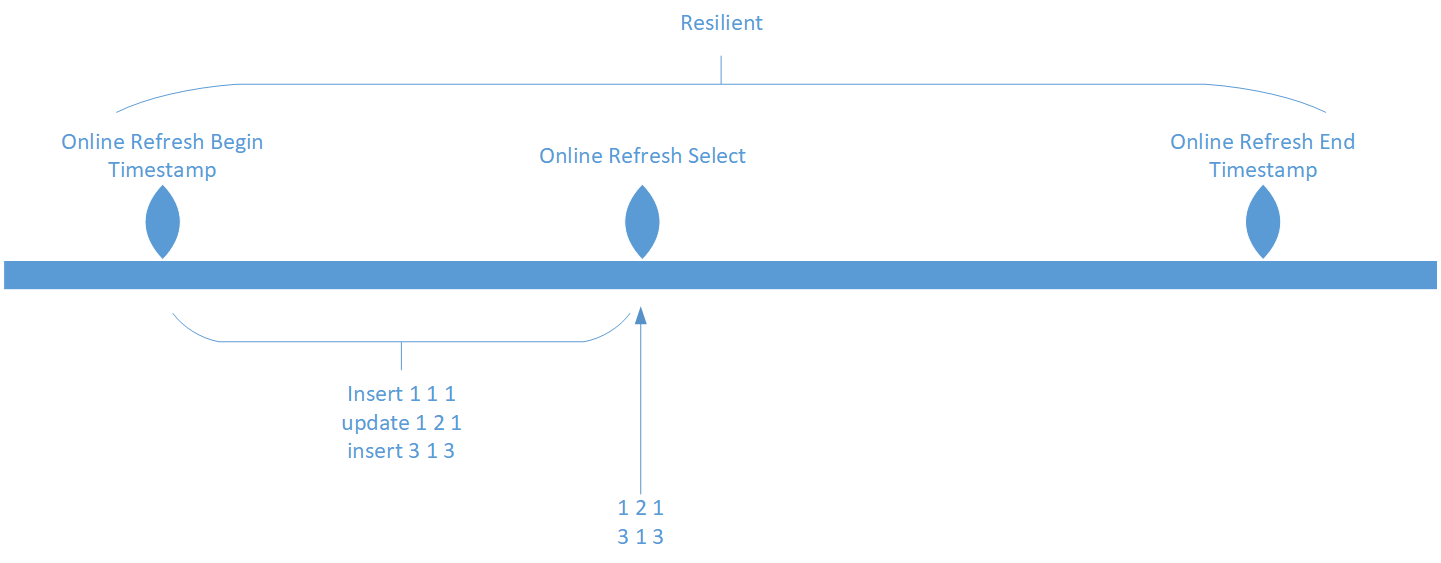 Resilient
Online Refresh Begin
Timestamp
Online Refresh Select
Online Refresh End
Timestamp
Insert 1 1 1
update 1 2 1
insert 3 1 3
1 2 1
3 1 3